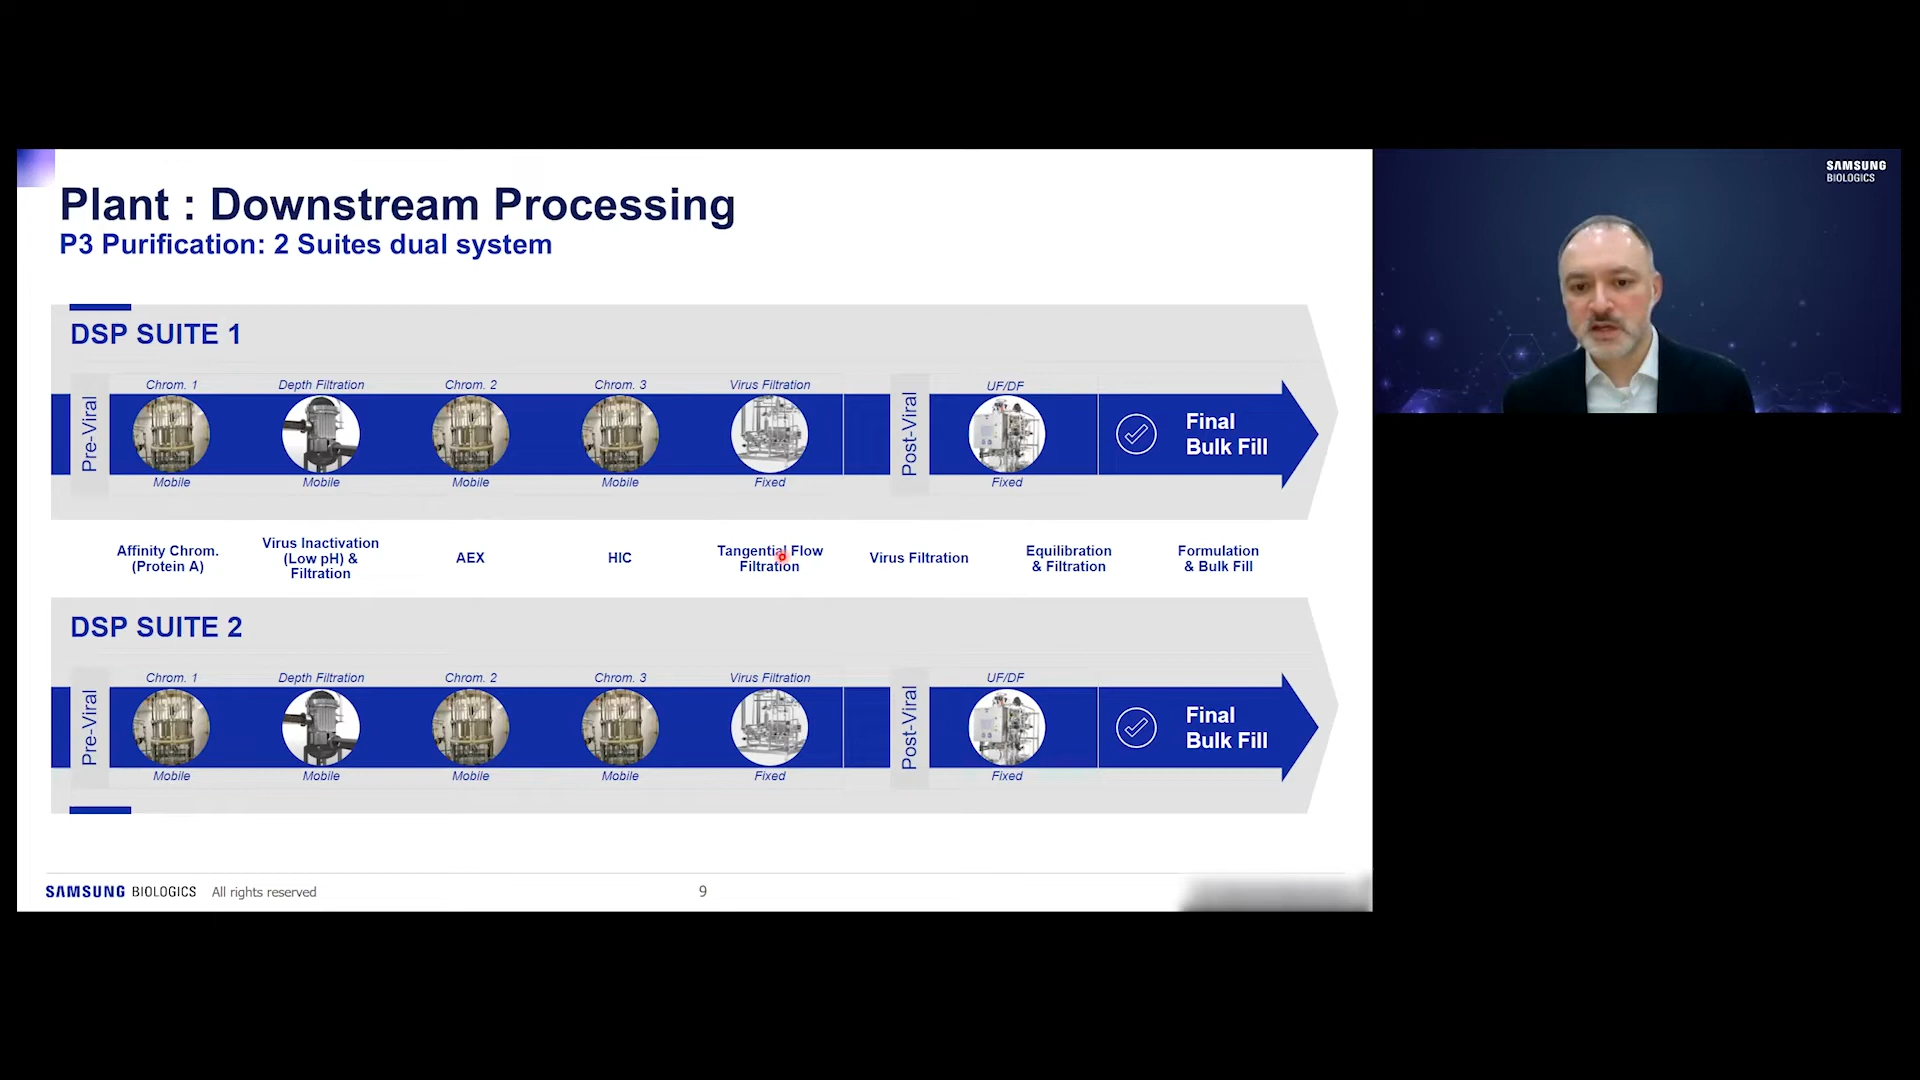 Plant : Downstream Processing
P3 Purification: 2 Suites dual system
SAMSUNG
BIOLOGICS
DSP SUITE 1
Pre-Viral
Chrom. 1
Depth Filtration
Chrom. 2
Chrom. 3
Virus Filtration
Post-Viral
UF/DF
Final
Bulk Fill
Mobile
Mobile
Mobile
Mobile
Fixed
Fixed
Affinity Chrom.
(Protein A)
Virus Inactivation
(Low pH) &
Filtration
AEX
HIC
Tangential Flow
Filtration
Virus Filtration
Equilibration
& Filtration
Formulation
& Bulk Fill
DSP SUITE 2
Pre-Viral
Chrom. 1
Depth Filtration
Chrom. 2
Chrom. 3
Virus Filtration
Post-Viral
UF/DF
Final
Bulk Fill
Mobile
Mobile
Mobile
Mobile
Fixed
Fixed
SAMSUNG BIOLOGICS All rights reserved
9